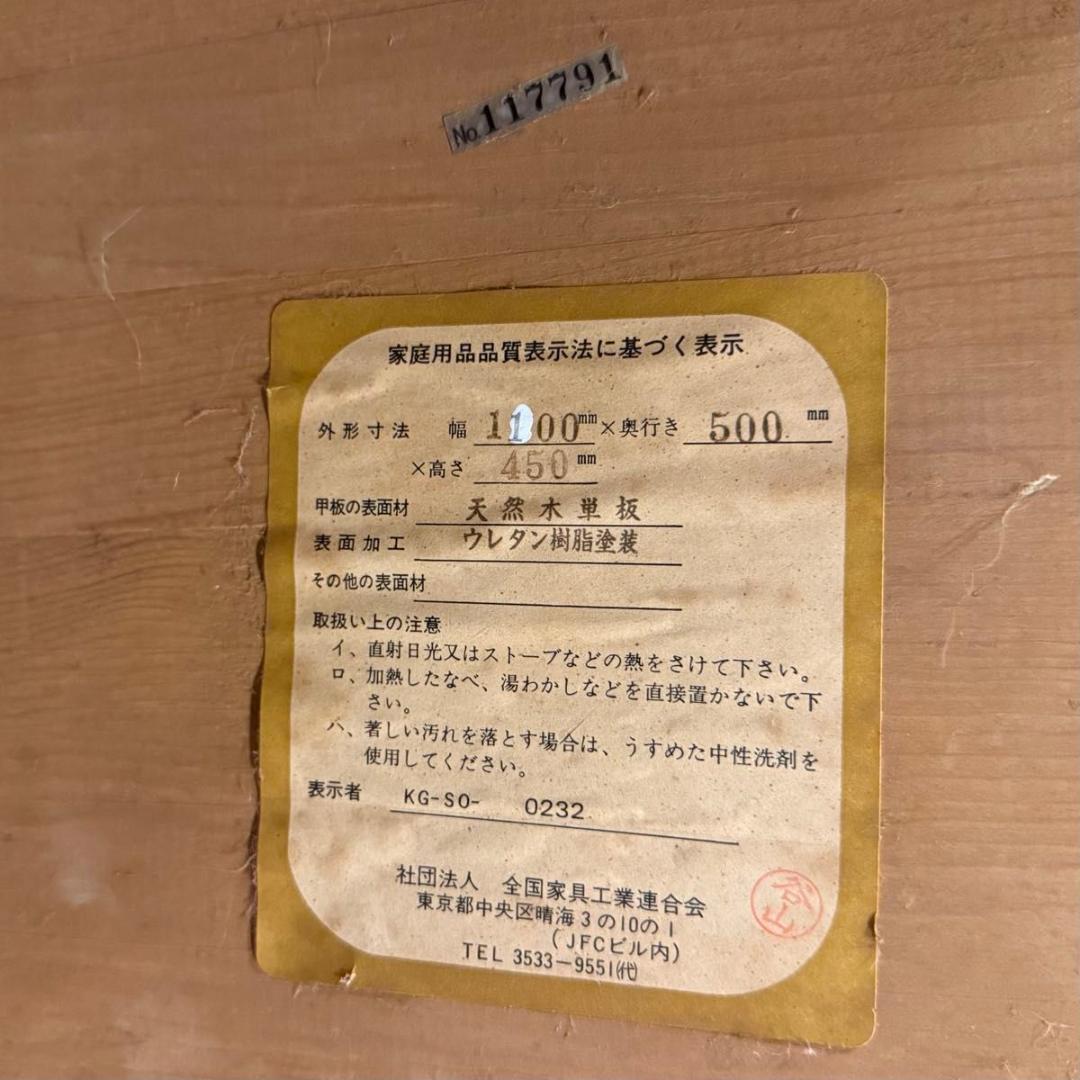 No.117791
家庭用品品質表示法に基づく表示
外形寸法 幅 1100mm×奥行き 500 mm
×高さ 450mm
甲板の表面材 天然木単板
表面加工 ウレタン樹脂塗装
その他の表面材
取扱い上の注意
イ、直射日光又はストーブなどの熱をさけて下さい。
ロ、加熱したなべ、湯わかしなどを直接置かないで下
さい。
ハ、著しい汚れを落とす場合は、うすめた中性洗剤を
使用してください。
表示者 KG-SO- 0232
社団法人 全国家具工業連合会
東京都中央区晴海3の10の1
(JFCビル内)
TEL 3533-9551(代)
谷山